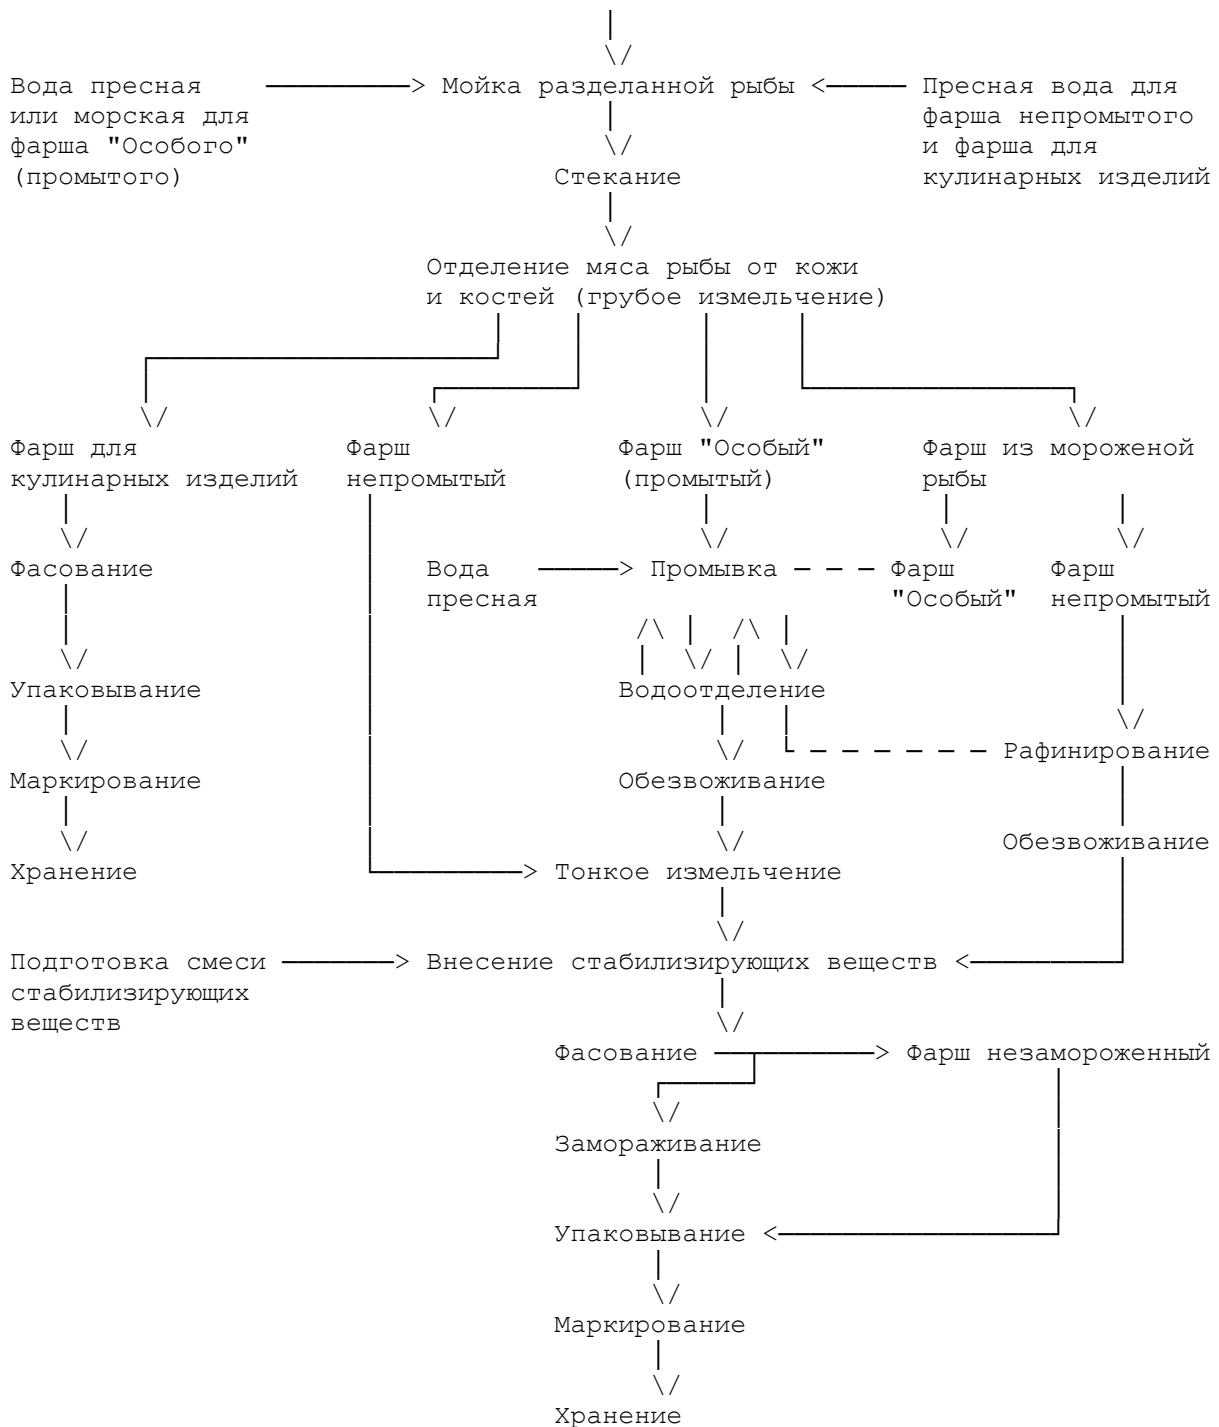 Вода пресная Мойка разделанной рыбы Пресная вода для
или морская для фарша непромытого
фарша "Особого" и фарша для
(промытого) Стекание кулинарных изделий
Отделение мяса рыбы от кожи
и костей (грубое измельчение)
Фарш для Фарш Фарш "Особый" Фарш из мороженой
кулинарных изделий непромытый (промытый) рыбы
Фасование Вода Промывка Фарш Фарш
пресная "Особый" непромытый
Упаковывание Водоотделение
Рафинирование
Маркирование Обезвоживание
Обезвоживание
Хранение Тонкое измельчение
Подготовка смеси Внесение стабилизирующих веществ
стабилизирующих
веществ
Фасование Фарш незамороженный
Замораживание
Упаковывание
Маркирование
Хранение